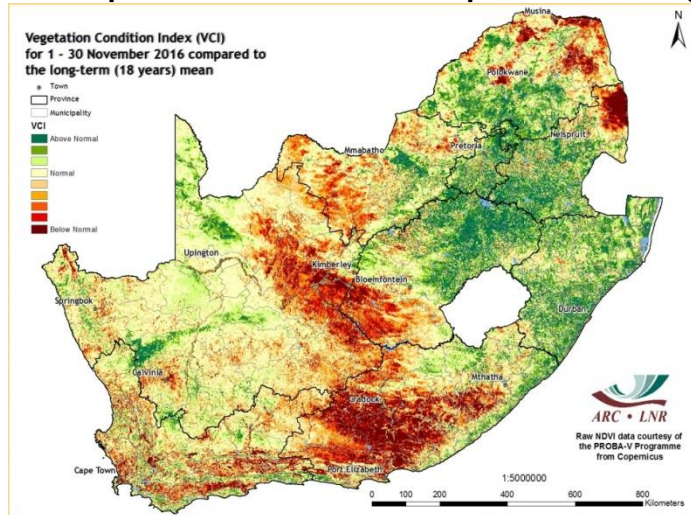 Vegetation Condition Index (VCI)
for 1 - 30 November 2016 compared to
the long-term (18 years) mean
Town
Province
Municipality
VCI
Above Normal
Normal
Below Normal
N
Musina
Polokwane
Nelspruit
Pretoria
Mmabatho
Upington
Kimberley
Bloemfontein
Springbok
Durban
Calvinia
Mthatha
Cradock
Cape Town
Port Elizabeth
ARC • LNR
Raw NDVI data courtesy of
the PROBA-V Programme
from Copernicus
1:5000000
0 200 400 600 800
Kilometers